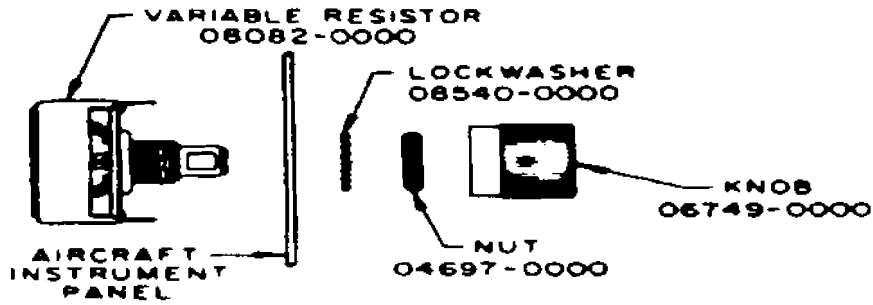 VARIABLE RESISTOR
08082-0000
LOCKWASHER
08540-0000
KNOB
06749-0000
NUT
04697-0000
AIRCRAFT
INSTRUMENT
PANEL